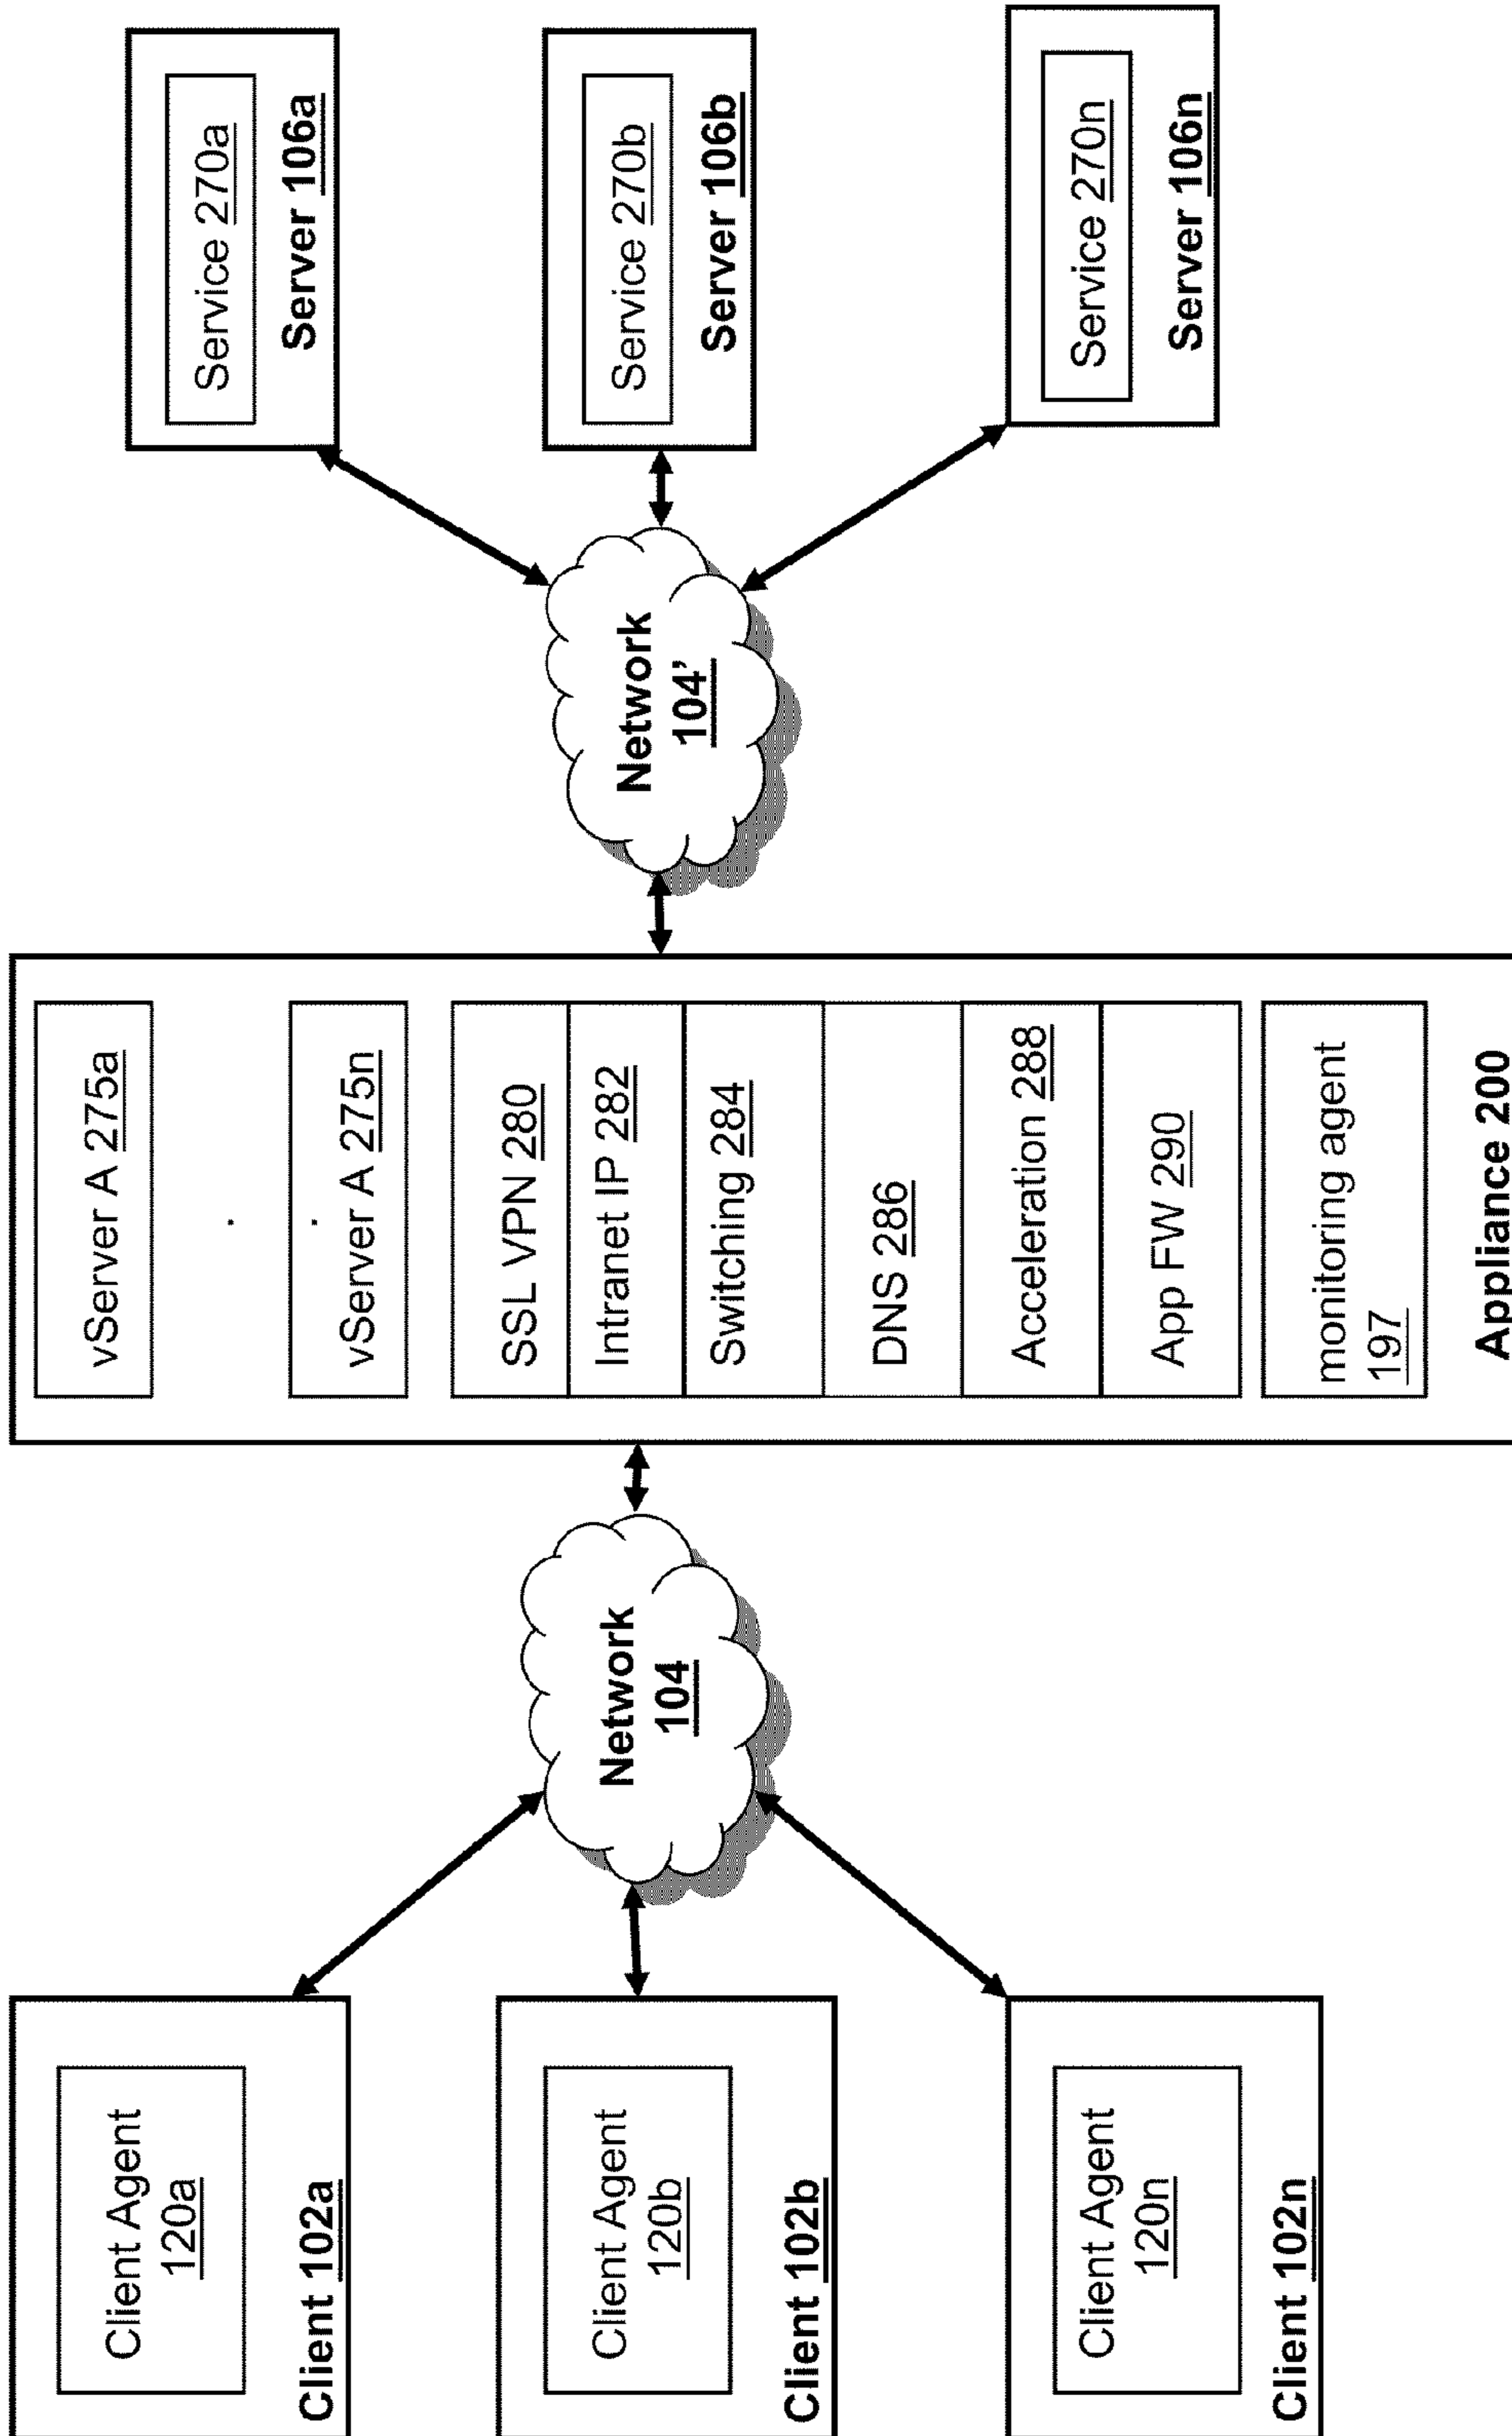 Client Agent
120a
Client 102a
Client Agent
120b
Client 102b
Client Agent
120n
Client 102n
Network
104
vServer A 275a
.
.
vServer A 275n
SSL VPN 280
Intranet IP 282
Switching 284
DNS 286
Acceleration 288
App FW 290
monitoring agent
197
Appliance 200
Network
104’
Service 270a
Server 106a
Service 270b
Server 106b
Service 270n
Server 106n